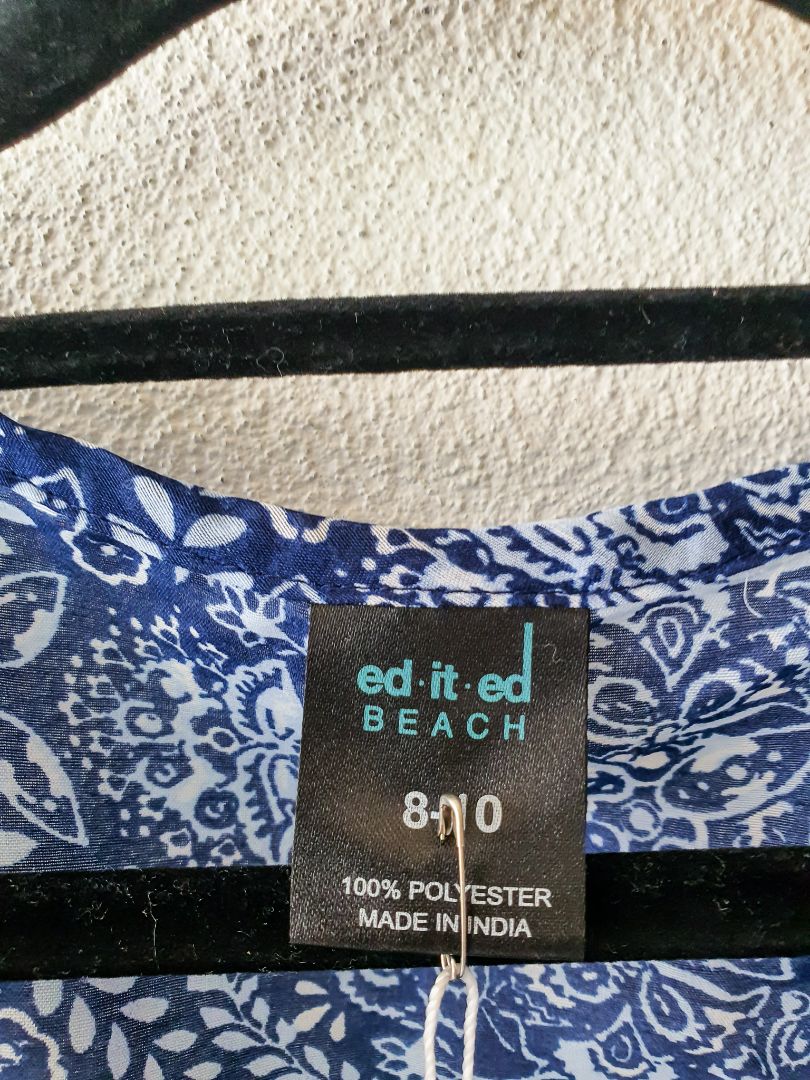 ed·it·ed
BEACH
8-10
100% POLYESTER
MADE IN INDIA